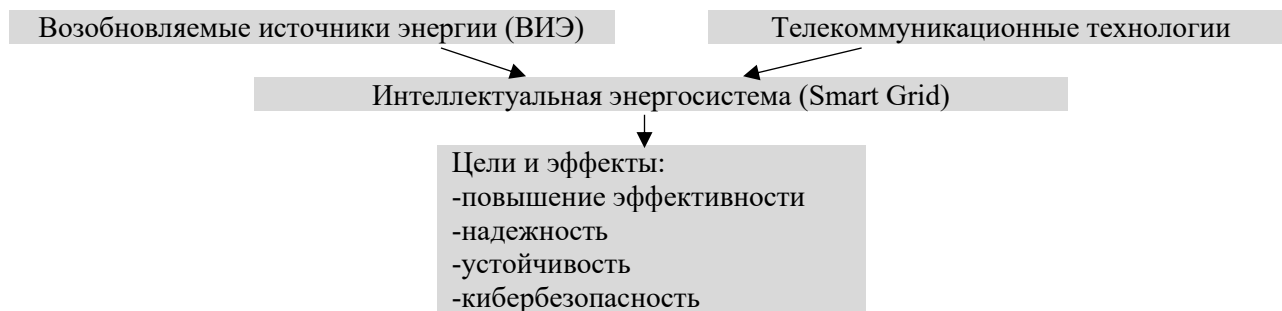 Возобновляемые источники энергии (ВИЭ)
Телекоммуникационные технологии
Интеллектуальная энергосистема (Smart Grid)
Цели и эффекты:
-повышение эффективности
-надежность
-устойчивость
-кибербезопасность